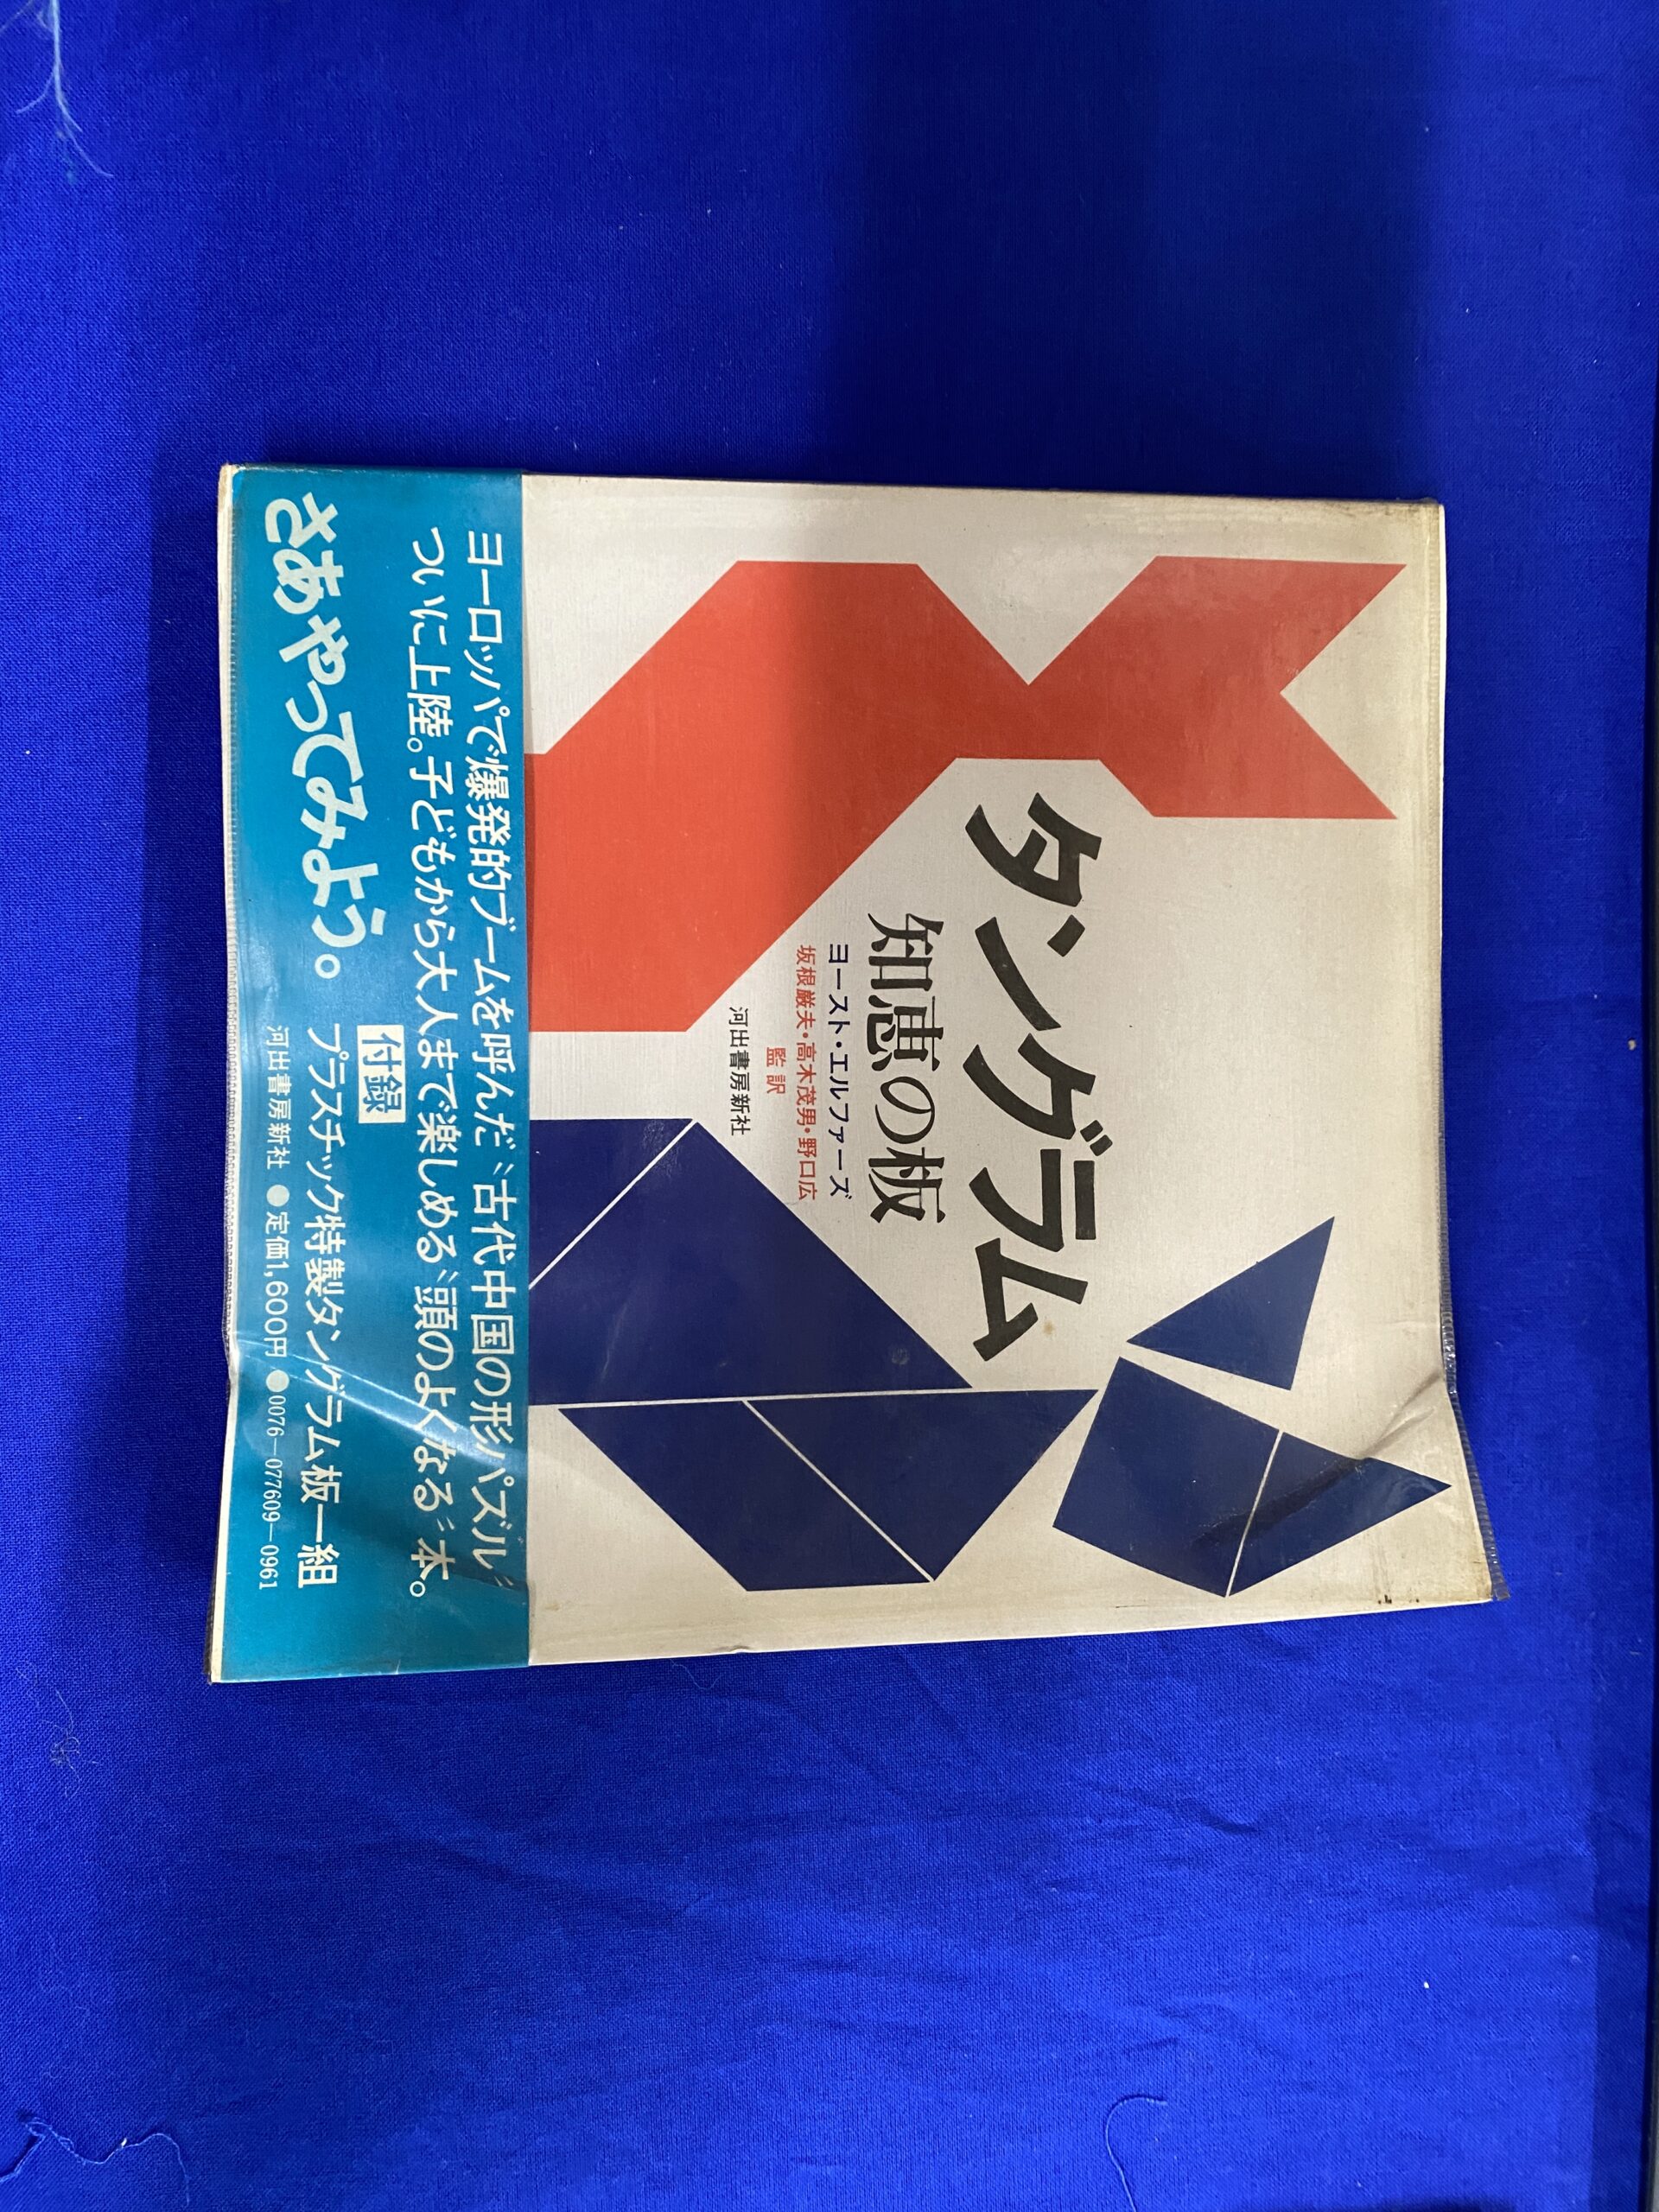 タングラム
知恵の板
ヨースト・エルファーズ
坂根厳夫・高木茂男・野口広
監訳
河出書房新社
ヨーロッパで爆発的ブームを呼んだ〝古代中国の形パズル〟
ついに上陸。子どもから大人まで楽しめる〝頭のよくなる〟本。
さあやってみよう。
付録
プラスチック特製タングラム板一組
河出書房新社 ●定価1,600円 ●0076-077609-0961